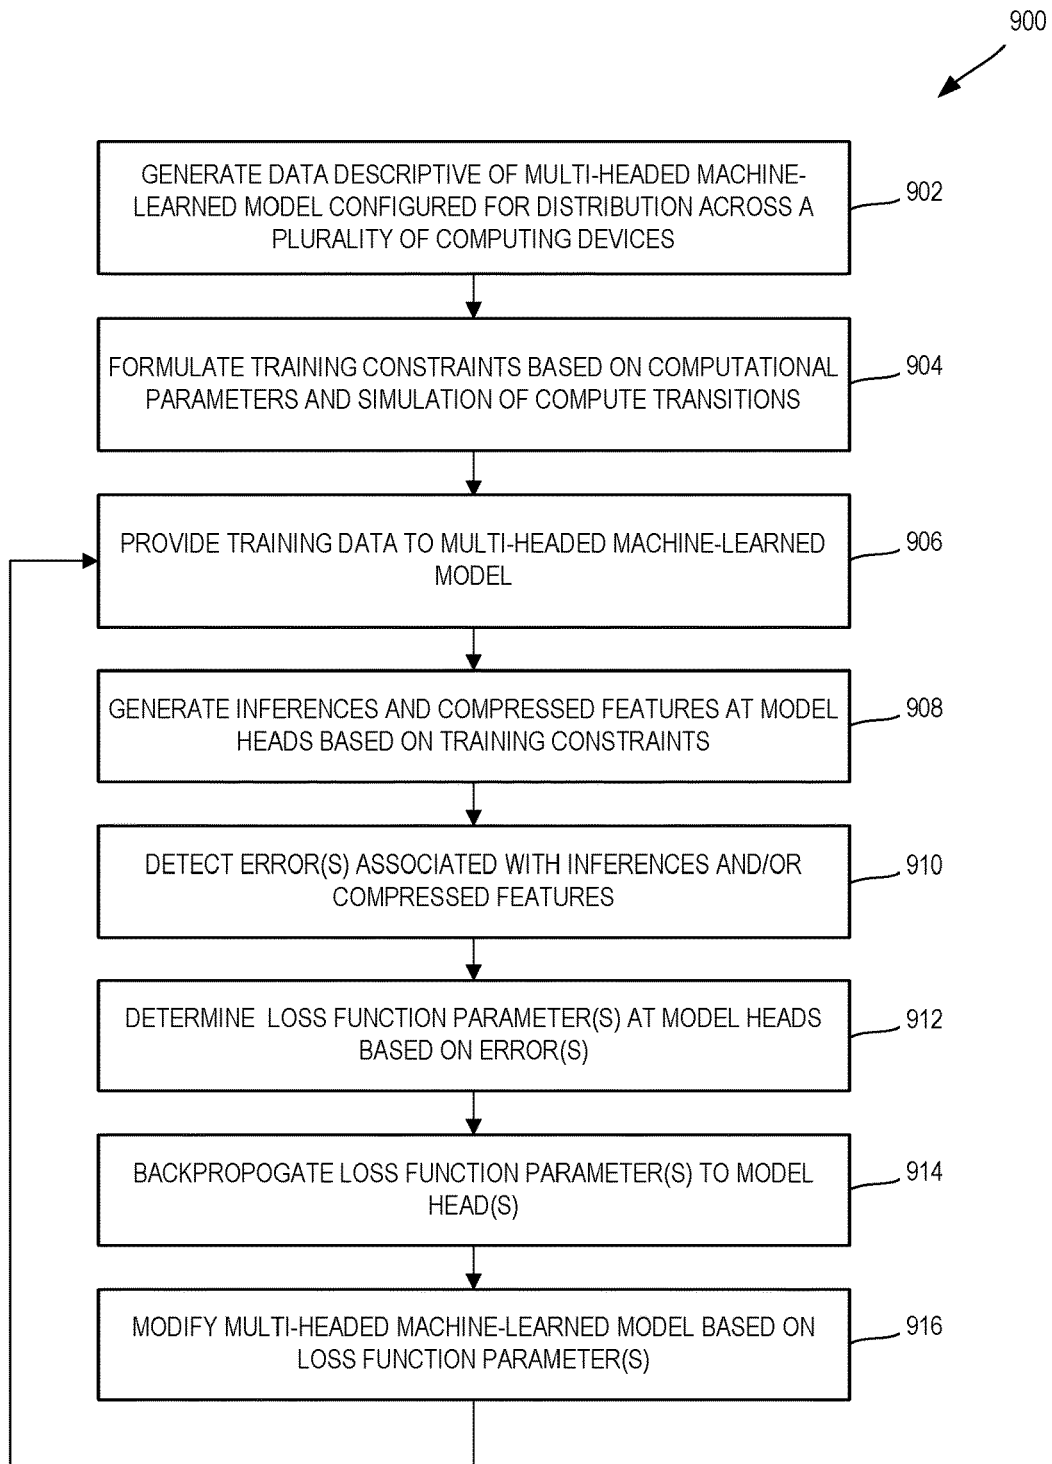 900
GENERATE DATA DESCRIPTIVE OF MULTI-HEADED MACHINE-
LEARNED MODEL CONFIGURED FOR DISTRIBUTION ACROSS A
PLURALITY OF COMPUTING DEVICES
902
FORMULATE TRAINING CONSTRAINTS BASED ON COMPUTATIONAL
PARAMETERS AND SIMULATION OF COMPUTE TRANSITIONS
904
PROVIDE TRAINING DATA TO MULTI-HEADED MACHINE-LEARNED
MODEL
906
GENERATE INFERENCES AND COMPRESSED FEATURES AT MODEL
HEADS BASED ON TRAINING CONSTRAINTS
908
DETECT ERROR(S) ASSOCIATED WITH INFERENCES AND/OR
COMPRESSED FEATURES
910
DETERMINE LOSS FUNCTION PARAMETER(S) AT MODEL HEADS
BASED ON ERROR(S)
912
BACKPROPOGATE LOSS FUNCTION PARAMETER(S) TO MODEL
HEAD(S)
914
MODIFY MULTI-HEADED MACHINE-LEARNED MODEL BASED ON
LOSS FUNCTION PARAMETER(S)
916